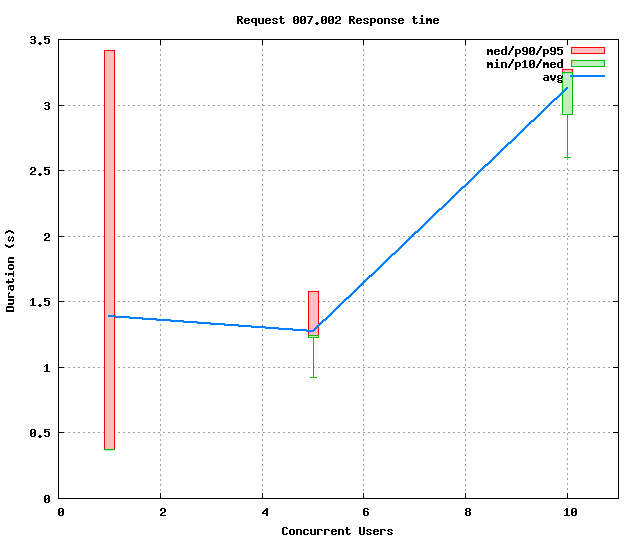 Request 007.002 Response time
med/p90/p95
min/p10/med
avg
3.5
3
2.5
2
1.5
1
0.5
0
0 2 4 6 8 10
Duration (s)
Concurrent Users